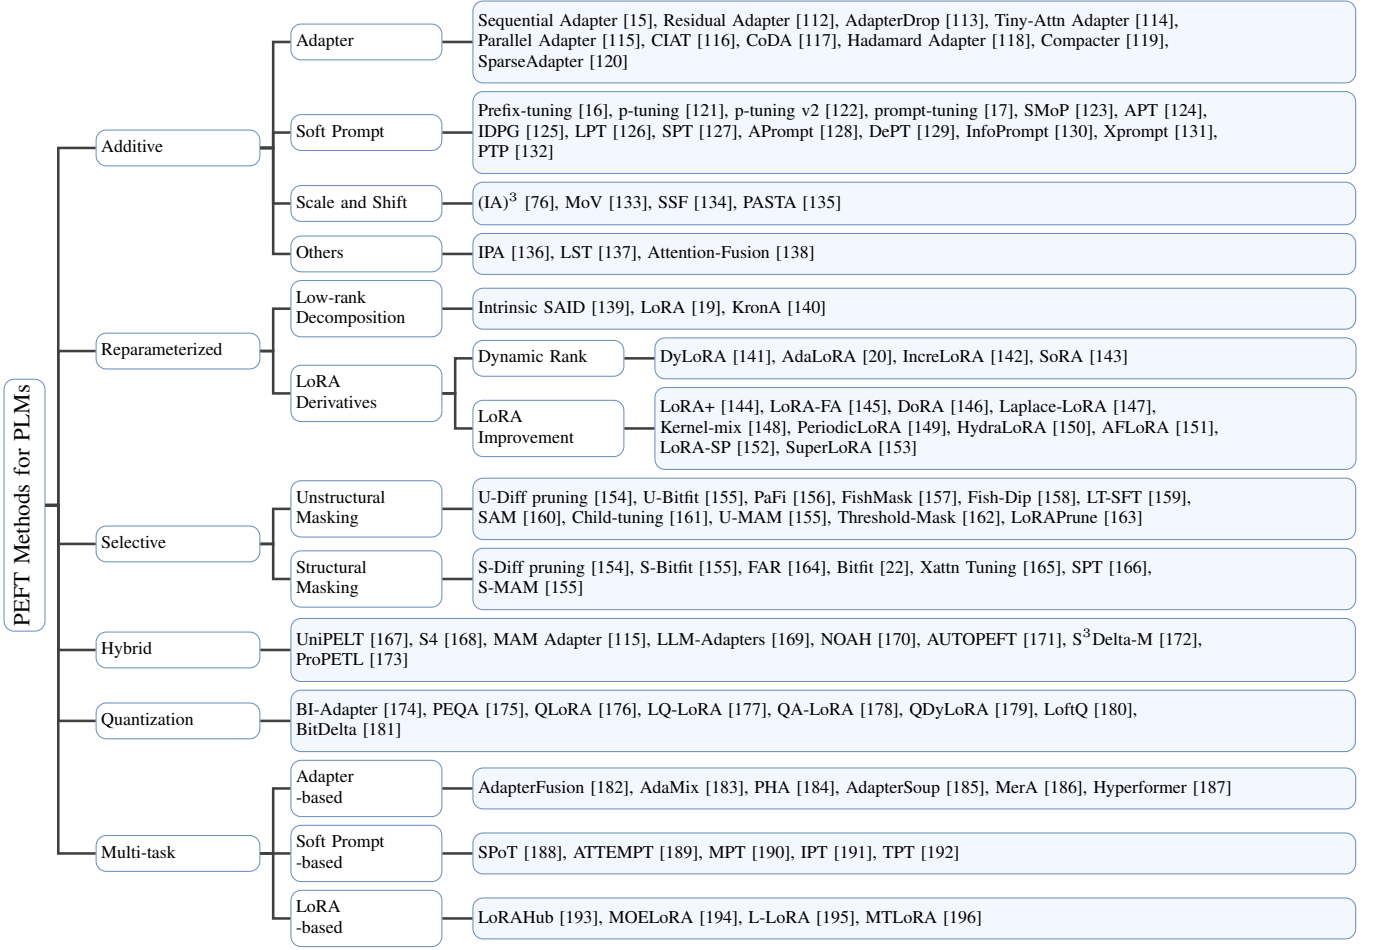 PEFT Methods for PLMs
Additive
Adapter
Sequential Adapter [15], Residual Adapter [112], AdapterDrop [113], Tiny-Attn Adapter [114],
Parallel Adapter [115], CIAT [116], CoDA [117], Hadamard Adapter [118], Compacter [119],
SparseAdapter [120]
Soft Prompt
Prefix-tuning [16], p-tuning [121], p-tuning v2 [122], prompt-tuning [17], SMoP [123], APT [124],
IDPG [125], LPT [126], SPT [127], APrompt [128], DePT [129], InfoPrompt [130], Xprompt [131],
PTP [132]
Scale and Shift
(IA)³ [76], MoV [133], SSF [134], PASTA [135]
Others
IPA [136], LST [137], Attention-Fusion [138]
Reparameterized
Low-rank
Decomposition
Intrinsic SAID [139], LoRA [19], KronA [140]
LoRA
Derivatives
Dynamic Rank
DyLoRA [141], AdaLoRA [20], IncreLoRA [142], SoRA [143]
LoRA
Improvement
LoRA+ [144], LoRA-FA [145], DoRA [146], Laplace-LoRA [147],
Kernel-mix [148], PeriodicLoRA [149], HydraLoRA [150], AFLoRA [151],
LoRA-SP [152], SuperLoRA [153]
Selective
Unstructural
Masking
U-Diff pruning [154], U-Bitfit [155], PaFi [156], FishMask [157], Fish-Dip [158], LT-SFT [159],
SAM [160], Child-tuning [161], U-MAM [155], Threshold-Mask [162], LoRAPrune [163]
Structural
Masking
S-Diff pruning [154], S-Bitfit [155], FAR [164], Bitfit [22], Xattn Tuning [165], SPT [166],
S-MAM [155]
Hybrid
UniPELT [167], S4 [168], MAM Adapter [115], LLM-Adapters [169], NOAH [170], AUTOPEFT [171], S³Delta-M [172],
ProPETL [173]
Quantization
BI-Adapter [174], PEQA [175], QLoRA [176], LQ-LoRA [177], QA-LoRA [178], QDyLoRA [179], LoftQ [180],
BitDelta [181]
Multi-task
Adapter
-based
AdapterFusion [182], AdaMix [183], PHA [184], AdapterSoup [185], MerA [186], Hyperformer [187]
Soft Prompt
-based
SPoT [188], ATTEMPT [189], MPT [190], IPT [191], TPT [192]
LoRA
-based
LoRAHub [193], MOELoRA [194], L-LoRA [195], MTLoRA [196]